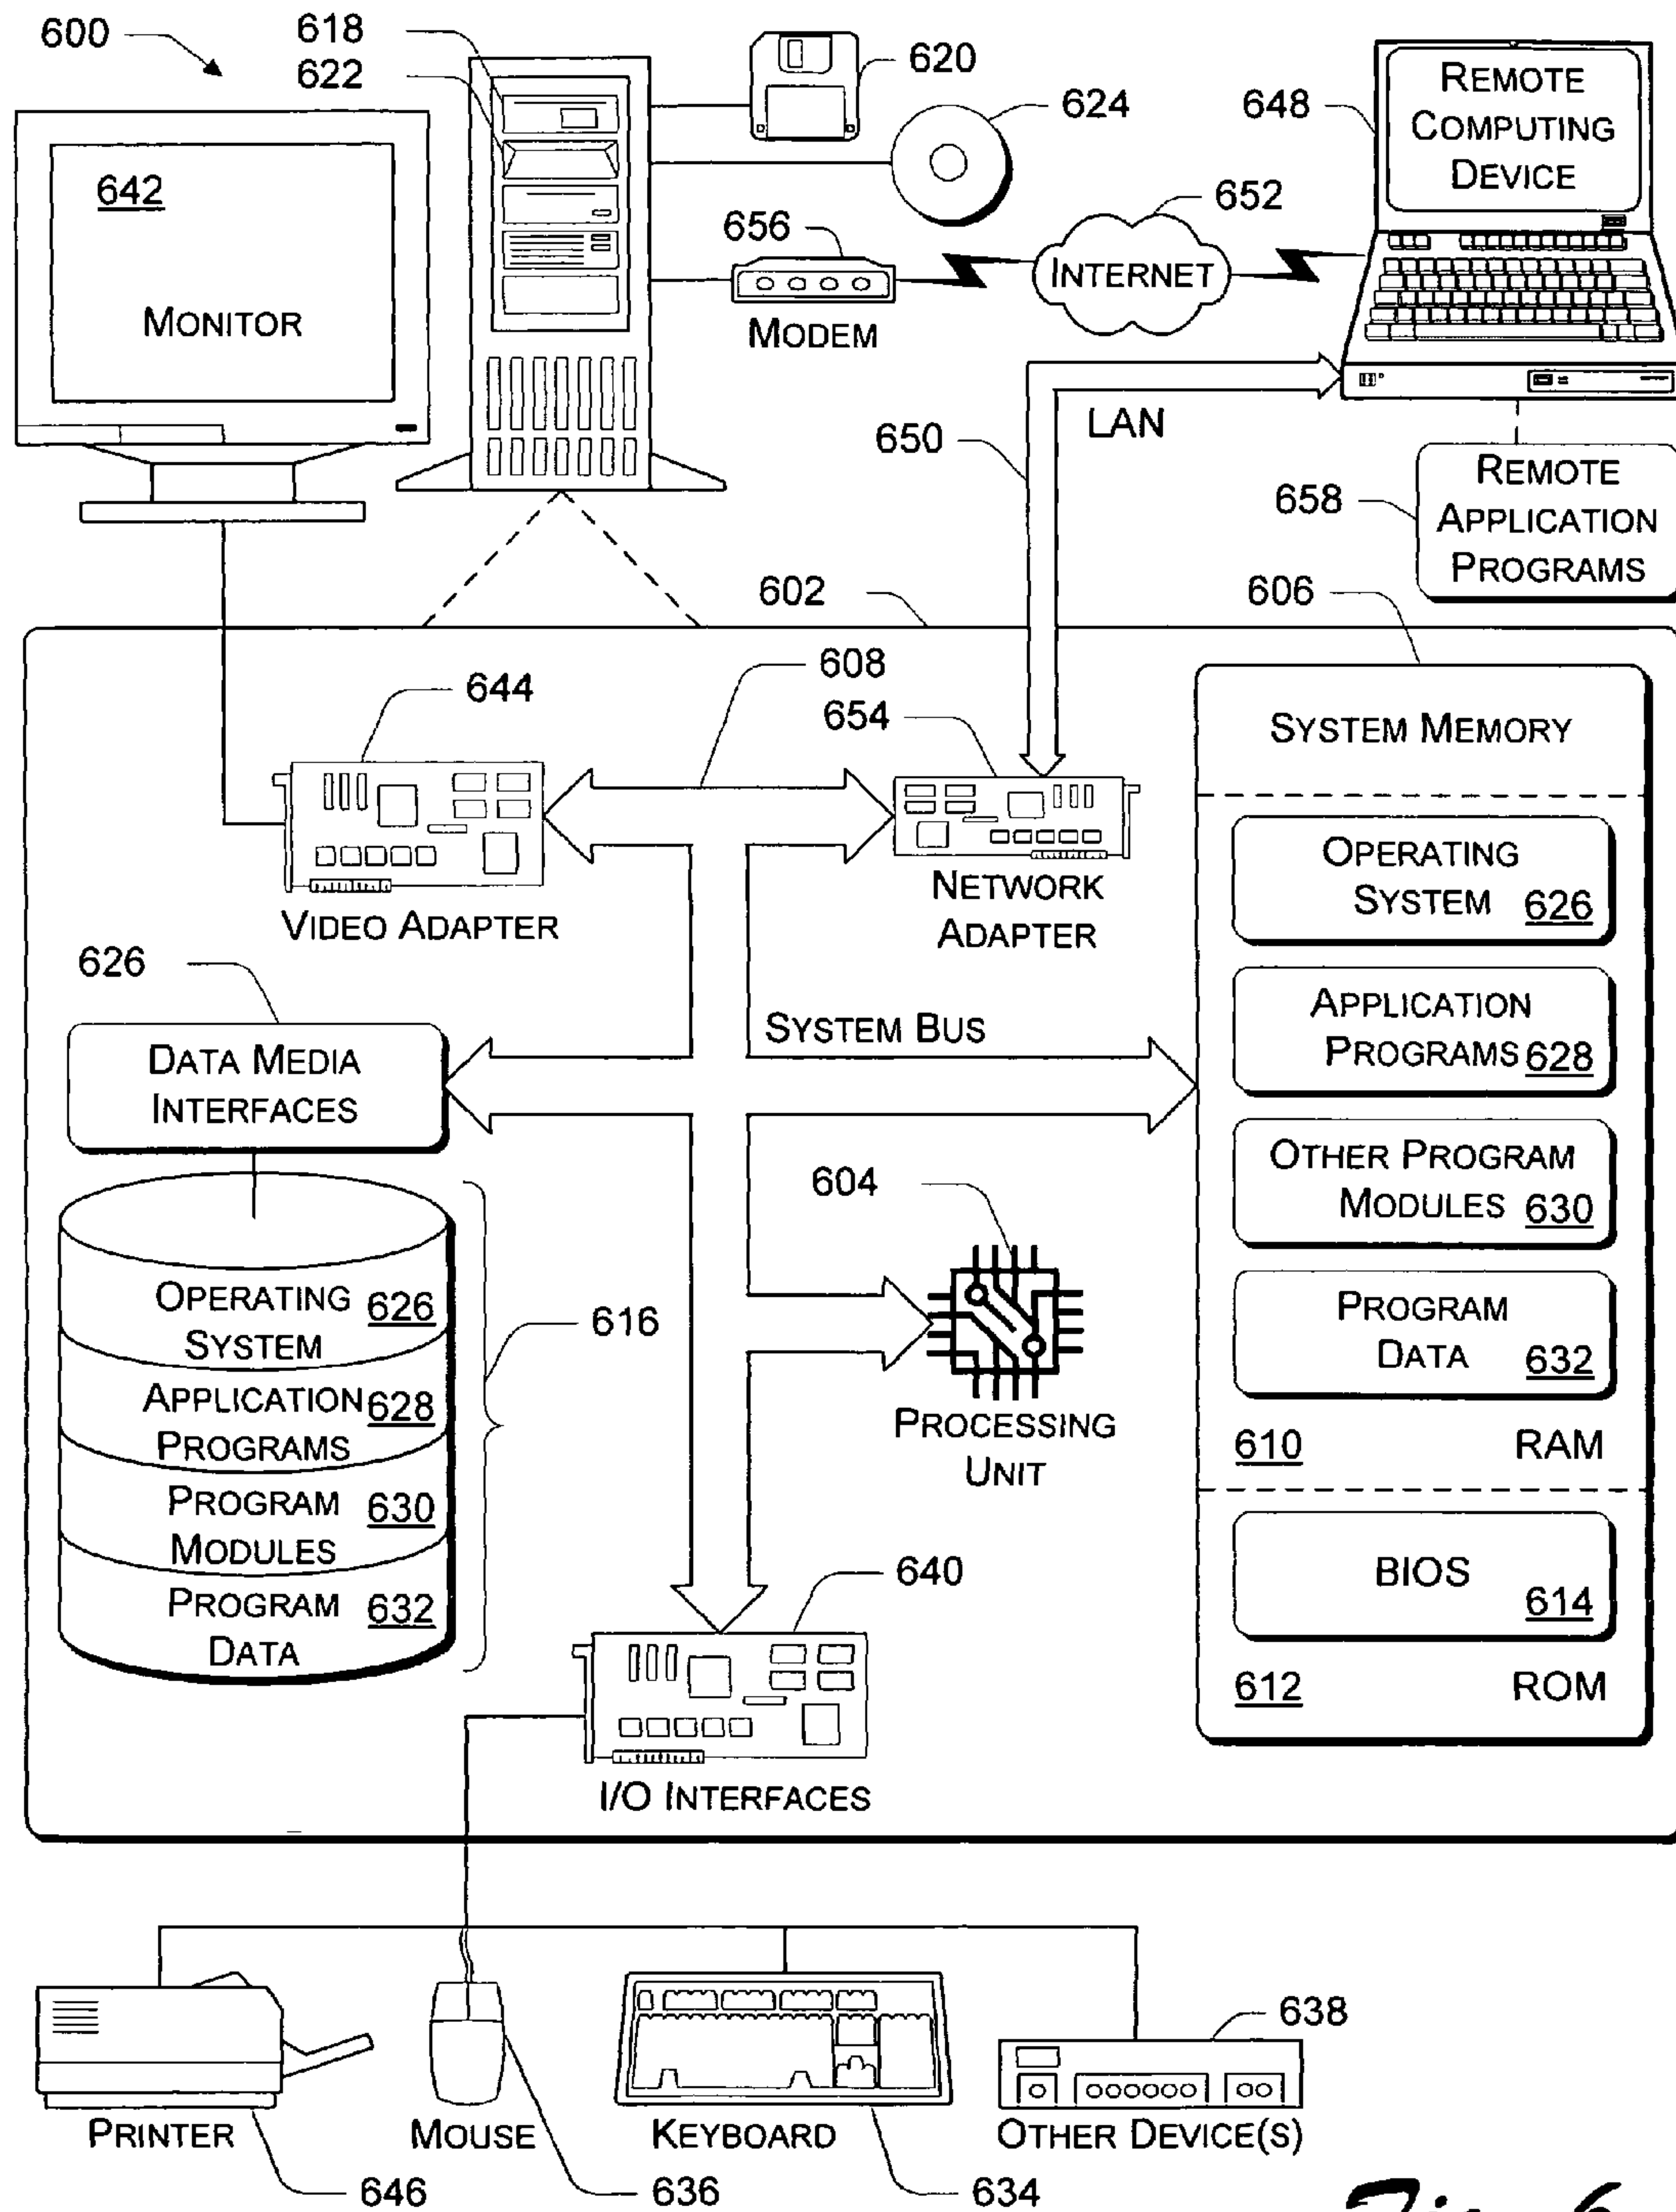 600
618
622
620
624
648
REMOTE
COMPUTING
DEVICE
642
MONITOR
656
MODEM
652
INTERNET
LAN
650
658
REMOTE
APPLICATION
PROGRAMS
602
606
608
644
654
VIDEO ADAPTER
NETWORK
ADAPTER
SYSTEM MEMORY
OPERATING
SYSTEM 626
APPLICATION
PROGRAMS 628
OTHER PROGRAM
MODULES 630
PROGRAM
DATA 632
610 RAM
BIOS
614
612 ROM
626
DATA MEDIA
INTERFACES
SYSTEM BUS
604
PROCESSING
UNIT
OPERATING 626
SYSTEM
APPLICATION 628
PROGRAMS
PROGRAM 630
MODULES
PROGRAM 632
DATA
616
640
I/O INTERFACES
638
PRINTER
MOUSE
KEYBOARD
OTHER DEVICE(S)
646
636
634
Fig. 6